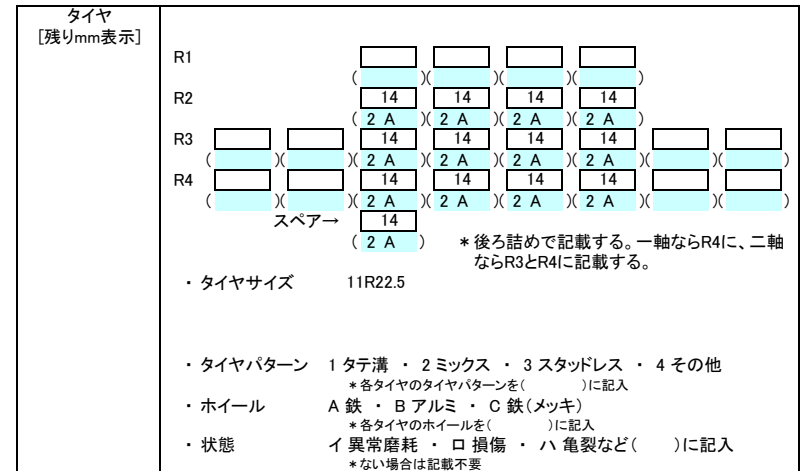 タイヤ
[残りmm表示]
R1
( )( )( )( )
R2 14 14 14 14
( 2 A )( 2 A )( 2 A )( 2 A )
R3 14 14 14 14
( )( )( 2 A )( 2 A )( 2 A )( 2 A )( )( )
R4 14 14 14 14
( )( )( 2 A )( 2 A )( 2 A )( 2 A )( )( )
スペア→ 14
( 2 A ) *後ろ詰めで記載する。一軸ならR4に、二軸
ならR3とR4に記載する。
・タイヤサイズ 11R22.5
・タイヤパターン 1 タテ溝 ・ 2 ミックス ・ 3 スタッドレス ・ 4 その他
*各タイヤのタイヤパターンを( )に記入
・ホイール A 鉄 ・ B アルミ ・ C 鉄(メッキ)
*各タイヤのホイールを( )に記入
・状態 イ 異常磨耗 ・ ロ 損傷 ・ ハ 亀裂など( )に記入
*ない場合は記載不要